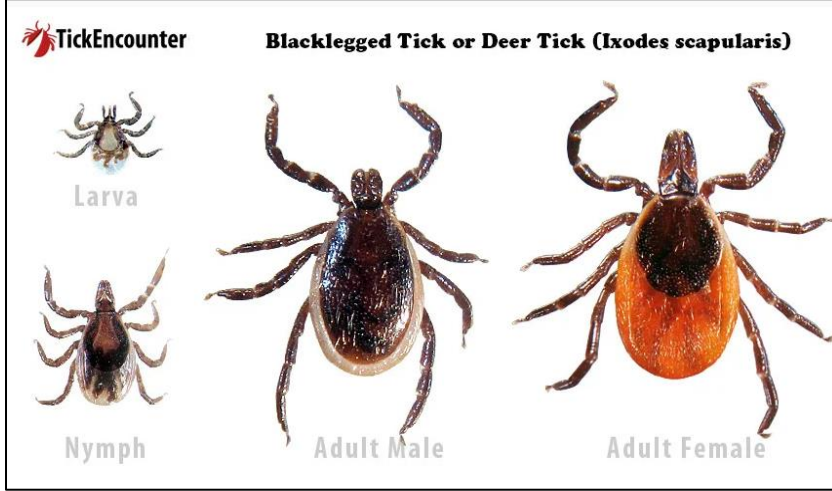 TickEncounter
Blacklegged Tick or Deer Tick (Ixodes scapularis)
Larva
Nymph
Adult Male
Adult Female